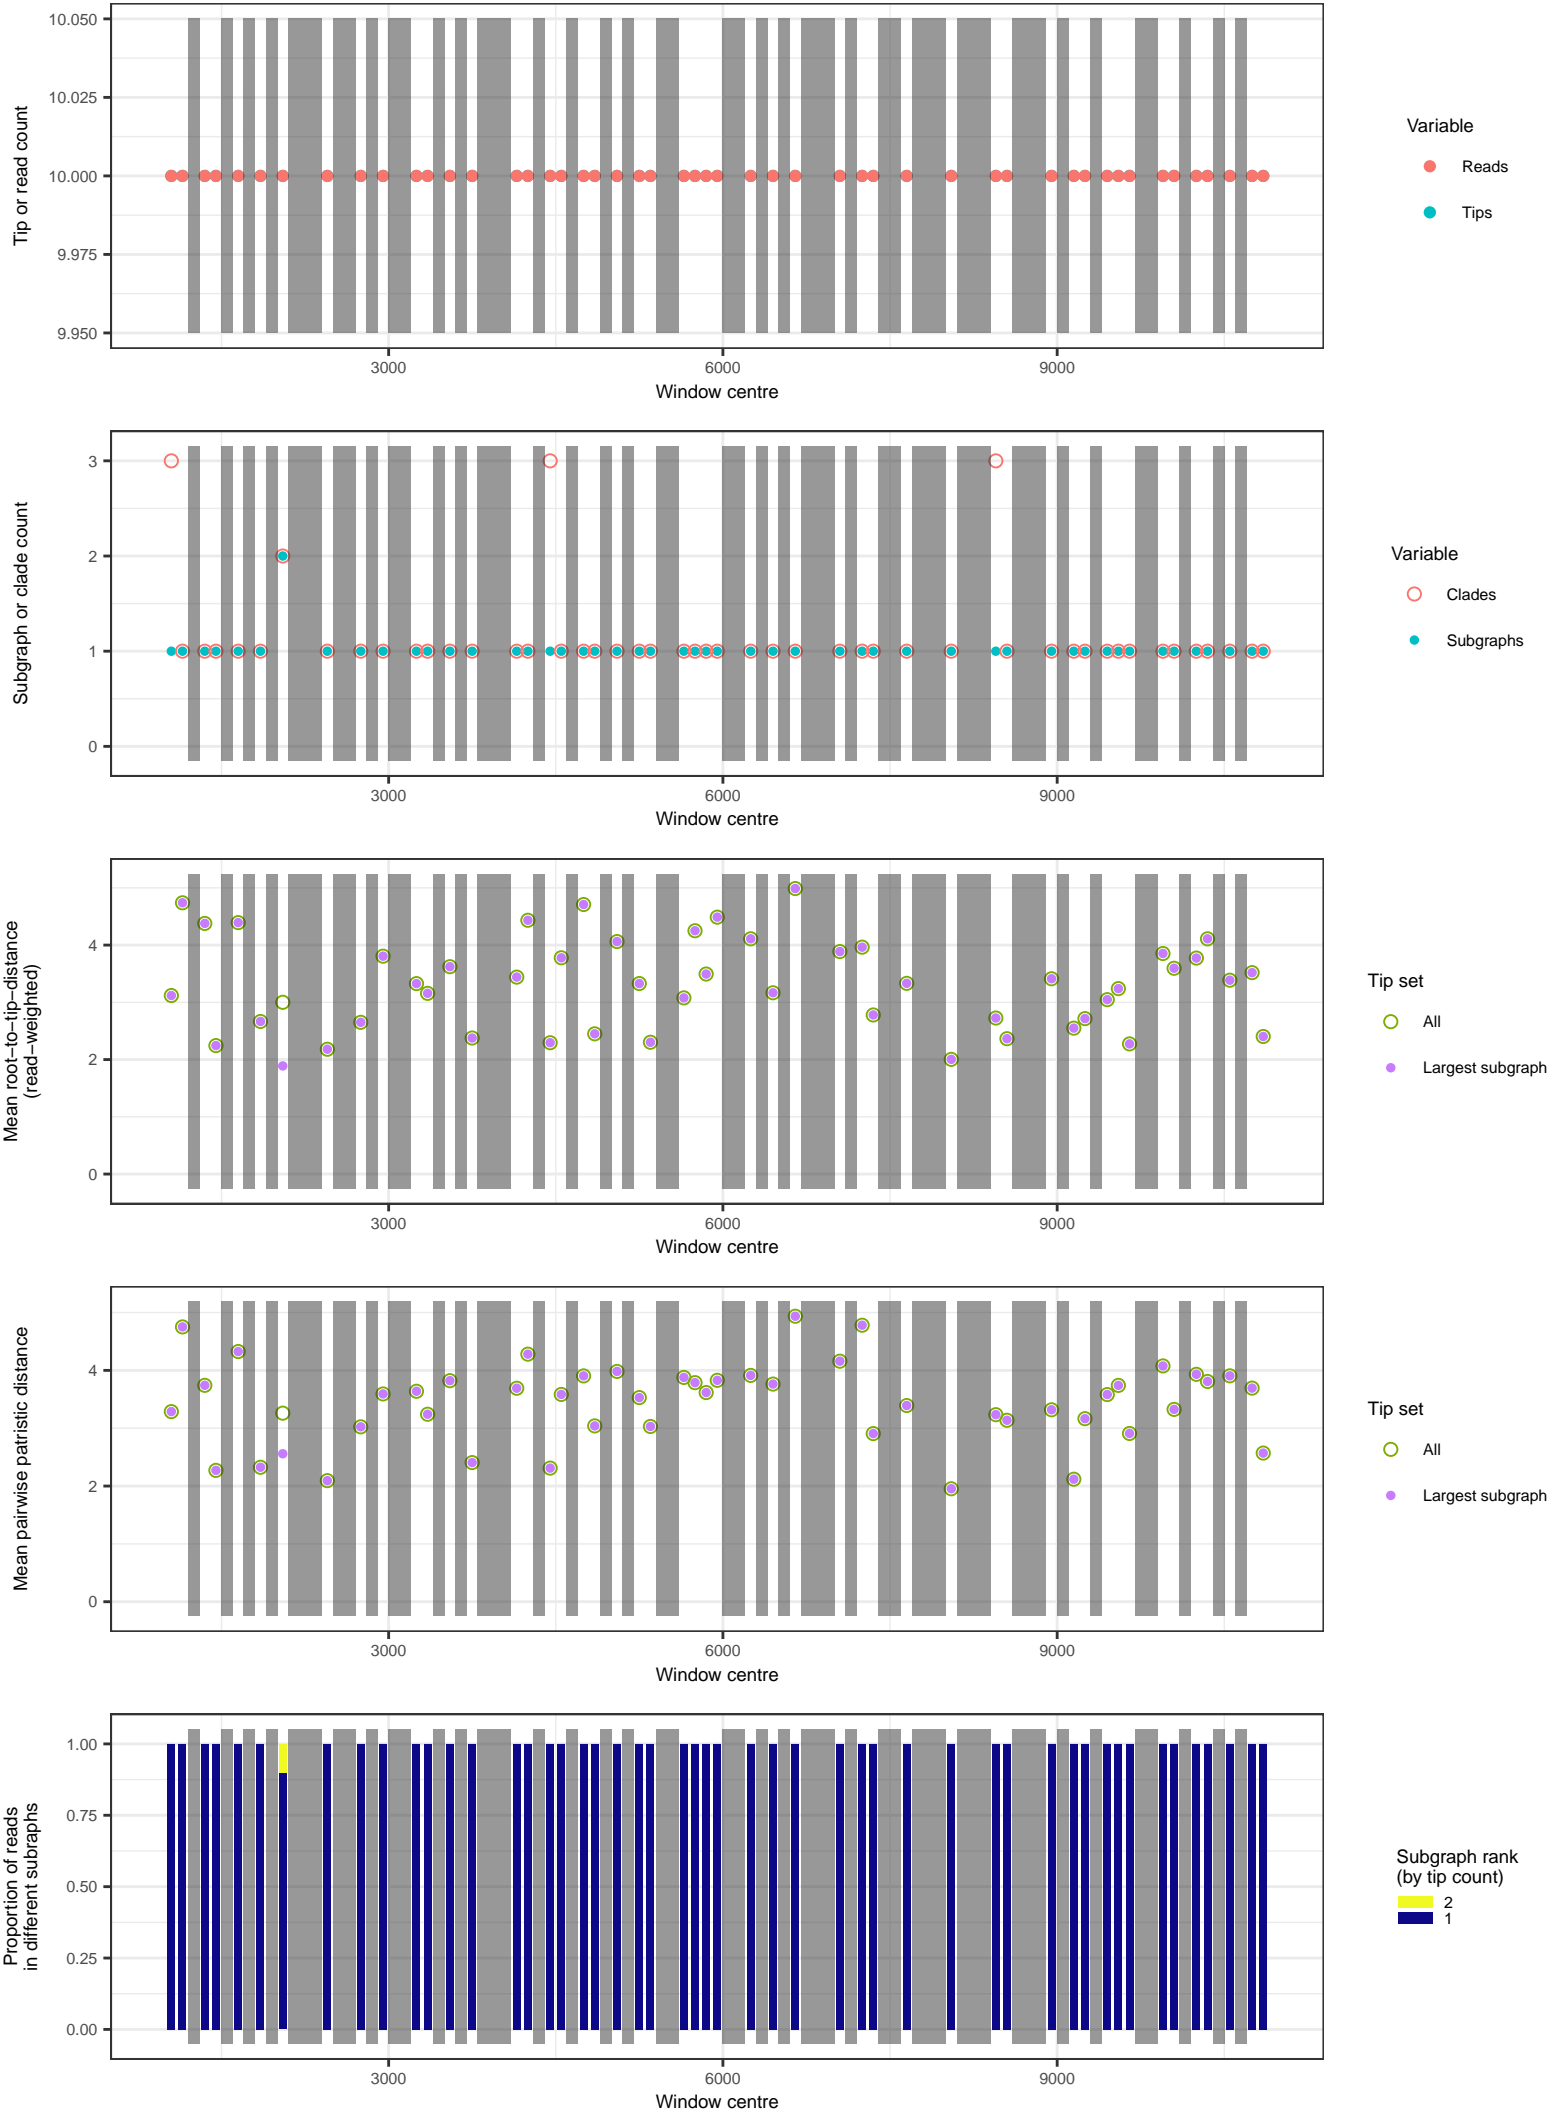 10.050
10.025
10.000
9.975
9.950
Tip or read count
3000 6000 9000
Window centre
Variable
Reads
Tips
3
2
1
0
Subgraph or clade count
3000 6000 9000
Window centre
Variable
Clades
Subgraphs
4
2
0
Mean root−to−tip−distance
(read−weighted)
3000 6000 9000
Window centre
Tip set
All
Largest subgraph
4
2
0
Mean pairwise patristic distance
3000 6000 9000
Window centre
Tip set
All
Largest subgraph
1.00
0.75
0.50
0.25
0.00
Proportion of reads
in different subraphs
3000 6000 9000
Window centre
Subgraph rank
(by tip count)
2
1